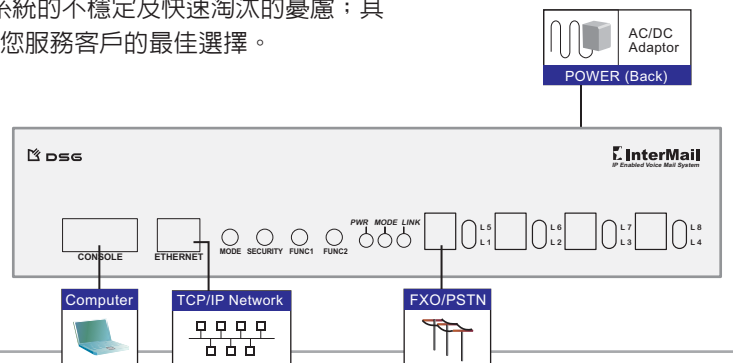 系統的不穩定及快速淘汰的憂慮；其
您服務客戶的最佳選擇。
AC/DC
Adaptor
POWER (Back)
DSG
InterMail
IP Enabled Voice Mail System
PWR MODE LINK
L5
L1
L6
L2
L7
L3
L8
L4
CONSOLE
ETHERNET
MODE SECURITY FUNC1 FUNC2
Computer
TCP/IP Network
FXO/PSTN